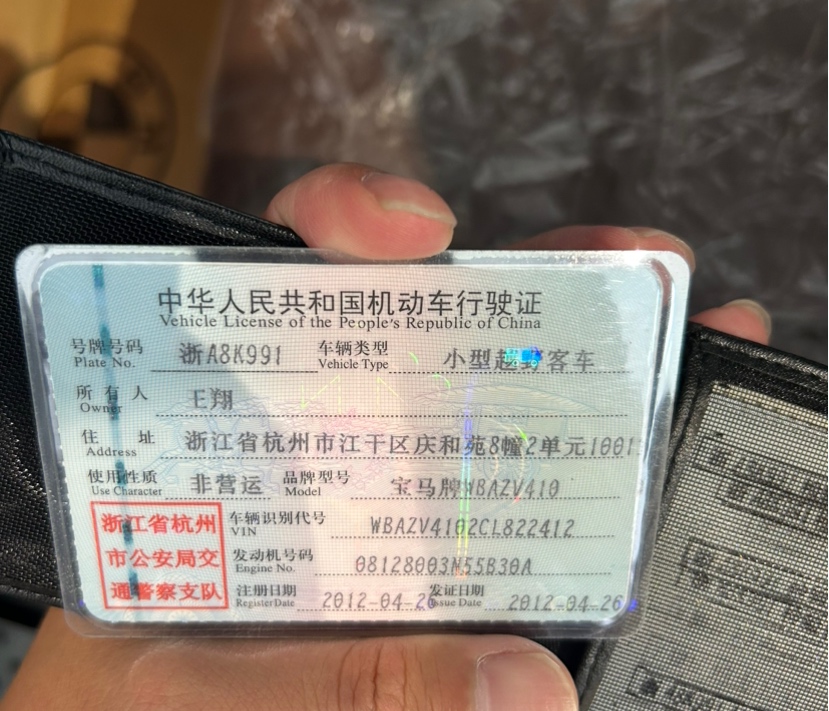 中华人民共和国机动车行驶证
Vehicle License of the People's Republic of China
号牌号码 浙A8K991 车辆类型 小型越野客车
Plate No. Vehicle Type
所有人 王翔
Owner
住址 浙江省杭州市江干区庆和苑8幢2单元1001
Address
使用性质 非营运 品牌型号 宝马牌WBAZV410
Use Character Model
浙江省杭州
市公安局交
通警察支队
车辆识别代号 WBAZV4102CL822412
VIN
发动机号码 08128003N55B30A
Engine No.
注册日期 2012-04-26 发证日期 2012-04-26
Register Date Issue Date